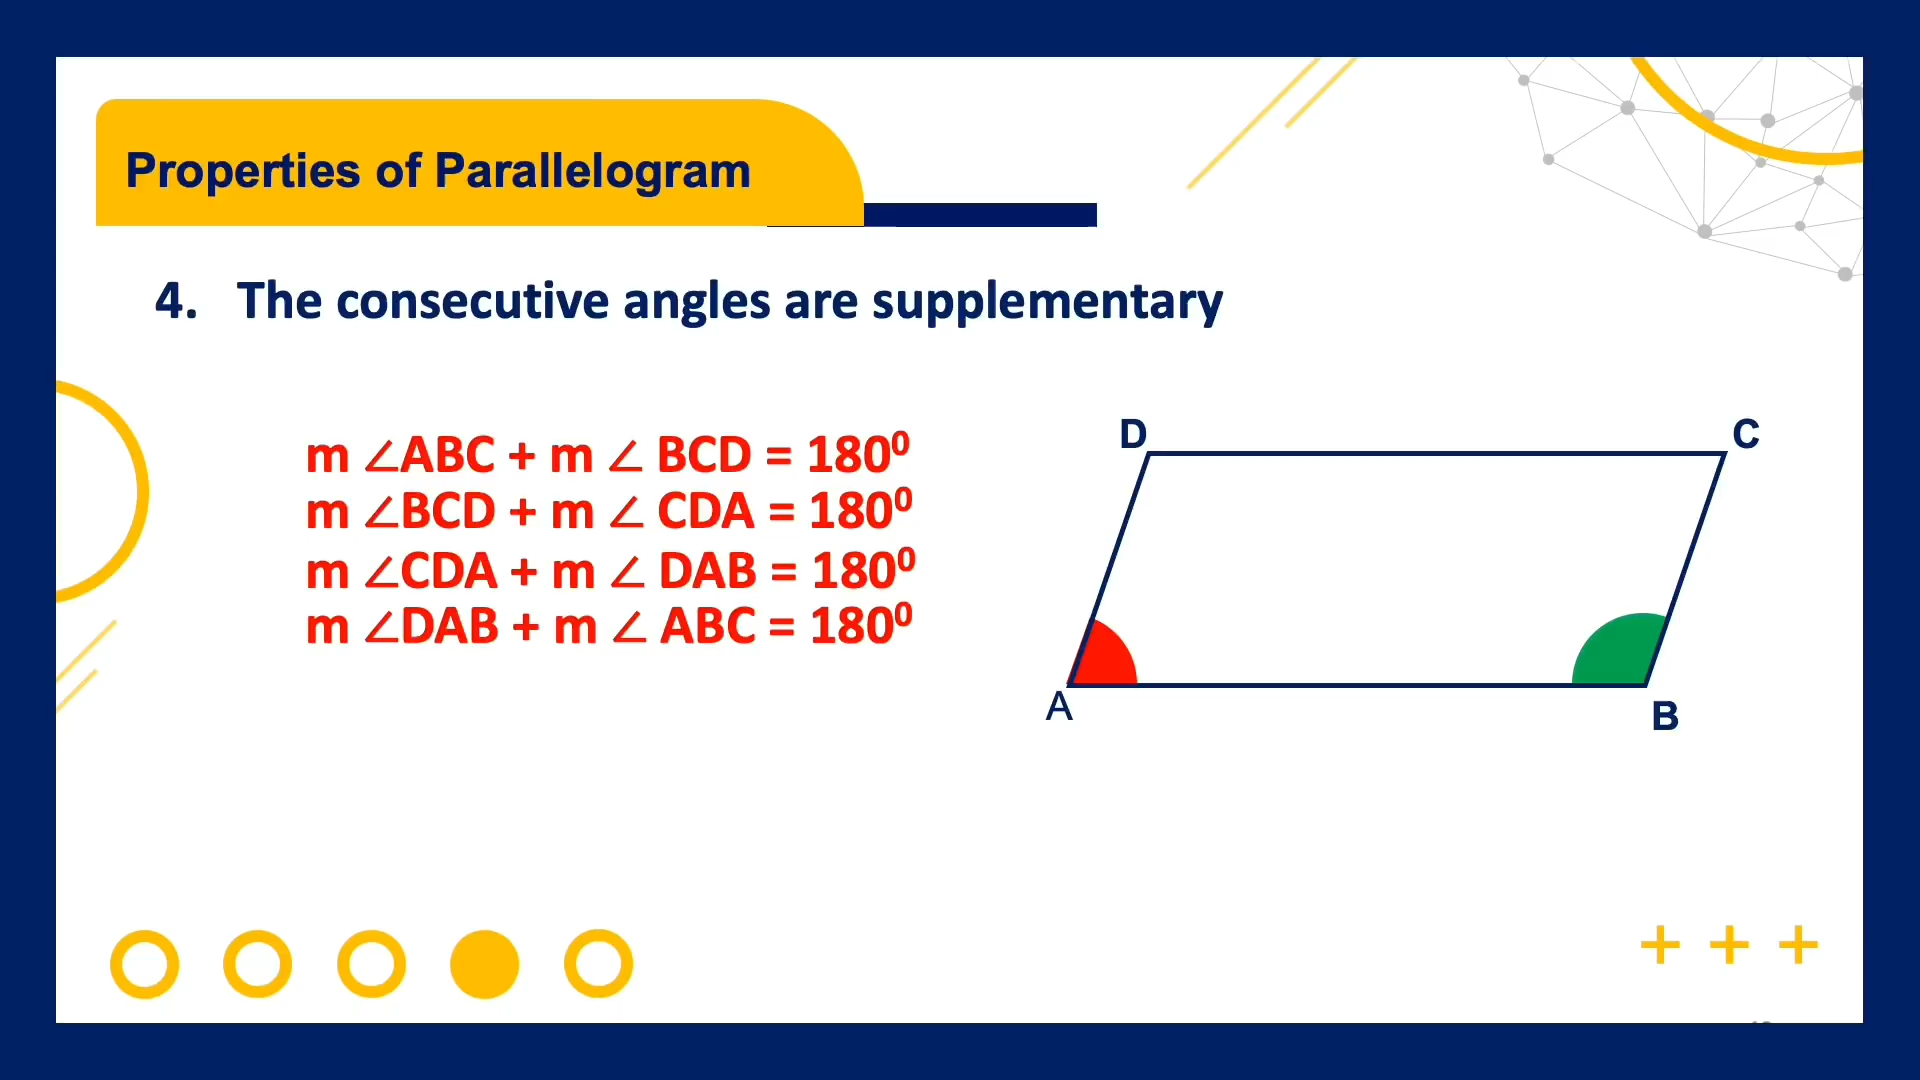 Properties of Parallelogram
4. The consecutive angles are supplementary
m ∠ABC + m ∠ BCD = 180⁰
m ∠BCD + m ∠ CDA = 180⁰
m ∠CDA + m ∠ DAB = 180⁰
m ∠DAB + m ∠ ABC = 180⁰
D C
A B